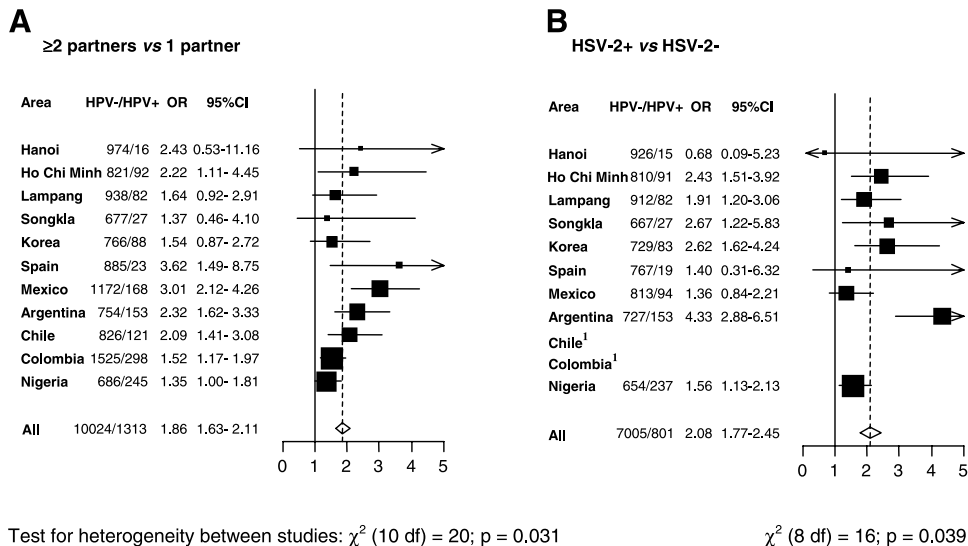 A
≥2 partners vs 1 partner
Area HPV-/HPV+ OR 95%CI
Hanoi 974/16 2.43 0.53-11.16
Ho Chi Minh 821/92 2.22 1.11- 4.45
Lampang 938/82 1.64 0.92- 2.91
Songkla 677/27 1.37 0.46- 4.10
Korea 766/88 1.54 0.87- 2.72
Spain 885/23 3.62 1.49- 8.75
Mexico 1172/168 3.01 2.12- 4.26
Argentina 754/153 2.32 1.62- 3.33
Chile 826/121 2.09 1.41- 3.08
Colombia 1525/298 1.52 1.17- 1.97
Nigeria 686/245 1.35 1.00- 1.81
All 10024/1313 1.86 1.63- 2.11
0 1 2 3 4 5
B
HSV-2+ vs HSV-2-
Area HPV-/HPV+ OR 95%CI
Hanoi 926/15 0.68 0.09-5.23
Ho Chi Minh 810/91 2.43 1.51-3.92
Lampang 912/82 1.91 1.20-3.06
Songkla 667/27 2.67 1.22-5.83
Korea 729/83 2.62 1.62-4.24
Spain 767/19 1.40 0.31-6.32
Mexico 813/94 1.36 0.84-2.21
Argentina 727/153 4.33 2.88-6.51
Chile¹
Colombia¹
Nigeria 654/237 1.56 1.13-2.13
All 7005/801 2.08 1.77-2.45
0 1 2 3 4 5
Test for heterogeneity between studies: χ² (10 df) = 20; p = 0.031
χ² (8 df) = 16; p = 0.039